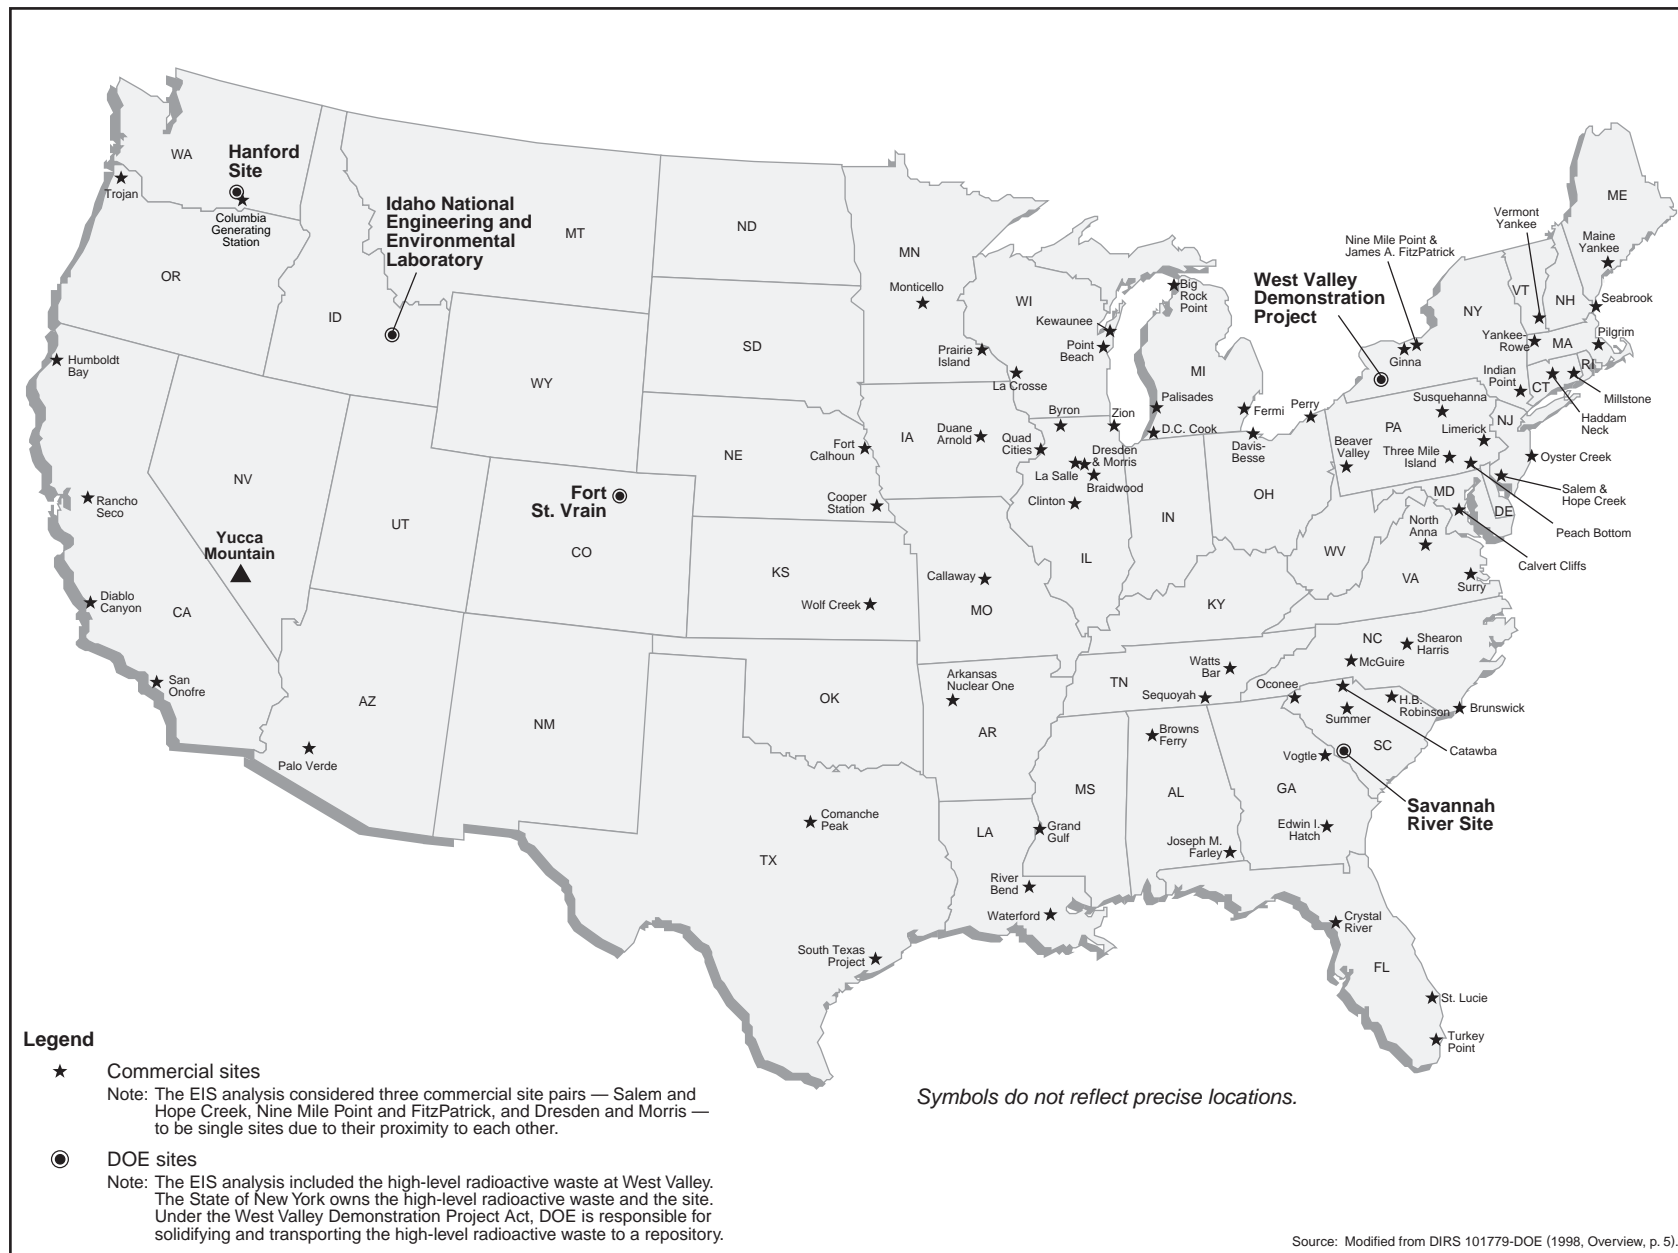 WA
Hanford
Site
Trojan
Columbia
Generating
Station
OR
Idaho National
Engineering and
Environmental
Laboratory
MT
ID
ND
MN
Monticello
SD
WY
WI
Kewaunee
Point
Beach
Prairie
Island
La Crosse
Big
Rock
Point
MI
Palisades
D.C. Cook
Fermi
Perry
Davis-
Besse
West Valley
Demonstration
Project
Nine Mile Point &
James A. FitzPatrick
Vermont
Yankee
ME
Maine
Yankee
VT
NH
Seabrook
NY
Ginna
Yankee-
Rowe
MA
Pilgrim
RI
CT
Indian
Point
Millstone
Haddam
Neck
Susquehanna
NJ
PA
Limerick
Beaver
Valley
Three Mile
Island
Oyster Creek
Salem &
Hope Creek
MD
DE
Peach Bottom
Calvert Cliffs
North
Anna
VA
Surry
WV
OH
IN
KY
Humboldt
Bay
NV
Rancho
Seco
Yucca
Mountain
Diablo
Canyon
CA
San
Onofre
UT
Fort
St. Vrain
CO
NE
Fort
Calhoun
Cooper
Station
IA
Duane
Arnold
Quad
Cities
Byron
Zion
Dresden
& Morris
La Salle
Braidwood
Clinton
IL
KS
Wolf Creek
Callaway
MO
AZ
Palo Verde
NM
OK
Arkansas
Nuclear One
AR
TN
Watts
Bar
Sequoyah
NC
Shearon
Harris
McGuire
Oconee
H.B.
Robinson
Brunswick
Summer
SC
Catawba
Browns
Ferry
Vogtle
GA
Savannah
River Site
MS
AL
Edwin I.
Hatch
Joseph M.
Farley
Comanche
Peak
TX
LA
Grand
Gulf
River
Bend
Waterford
South Texas
Project
Crystal
River
FL
St. Lucie
Turkey
Point
Legend
Commercial sites
Note: The EIS analysis considered three commercial site pairs — Salem and
Hope Creek, Nine Mile Point and FitzPatrick, and Dresden and Morris —
to be single sites due to their proximity to each other.
DOE sites
Note: The EIS analysis included the high-level radioactive waste at West Valley.
The State of New York owns the high-level radioactive waste and the site.
Under the West Valley Demonstration Project Act, DOE is responsible for
solidifying and transporting the high-level radioactive waste to a repository.
Symbols do not reflect precise locations.
Source: Modified from DIRS 101779-DOE (1998, Overview, p. 5).